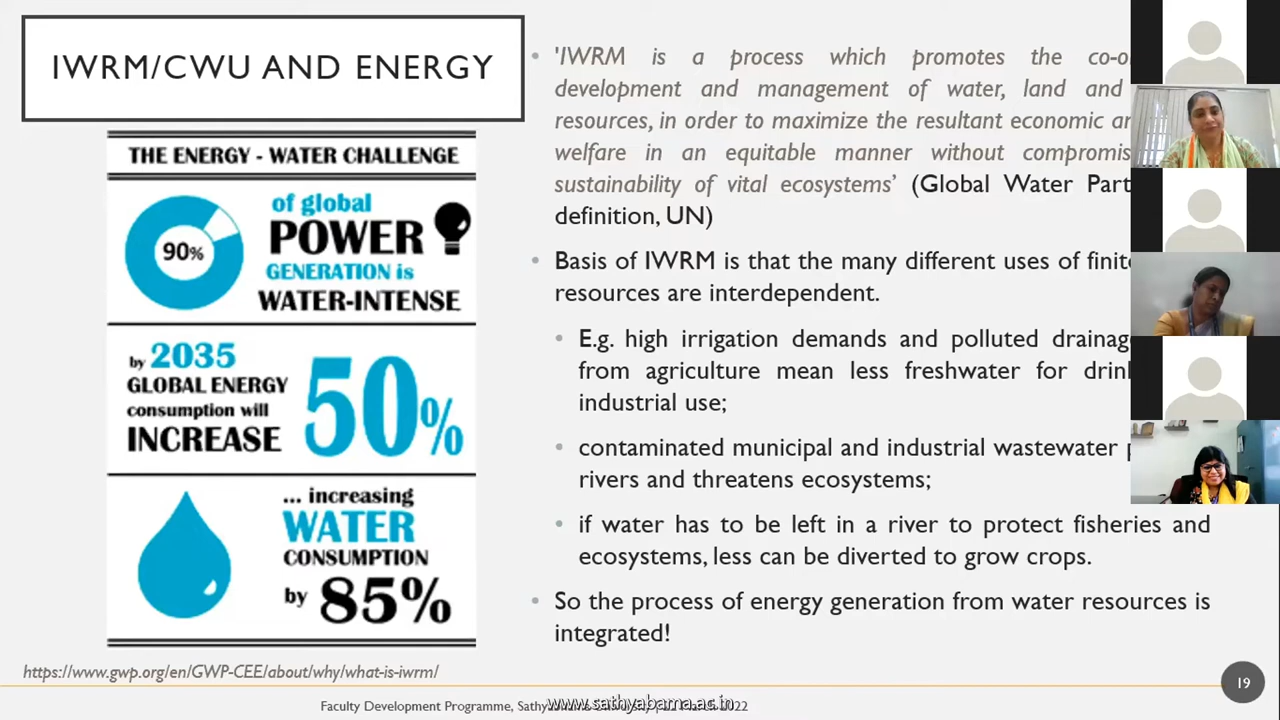 IWRM/CWU AND ENERGY
THE ENERGY - WATER CHALLENGE
90%
of global
POWER
GENERATION is
WATER-INTENSE
by 2035
GLOBAL ENERGY
consumption will
INCREASE
50%
... increasing
WATER
CONSUMPTION
by 85%
https://www.gwp.org/en/GWP-CEE/about/why/what-is-iwrm/
• 'IWRM is a process which promotes the
development and management of water, land and
resources, in order to maximize the resultant economic
welfare in an equitable manner without
sustainability of vital ecosystems’ (Global Water
definition, UN)
• Basis of IWRM is that the many different uses of
resources are interdependent.
• E.g. high irrigation demands and polluted
from agriculture mean less freshwater for
industrial use;
• contaminated municipal and industrial wastewater
rivers and threatens ecosystems;
• if water has to be left in a river to protect fisheries and
ecosystems, less can be diverted to grow crops.
• So the process of energy generation from water resources is
integrated!
19
Faculty Development Programme, March 2022
www.sathyabama.ac.in